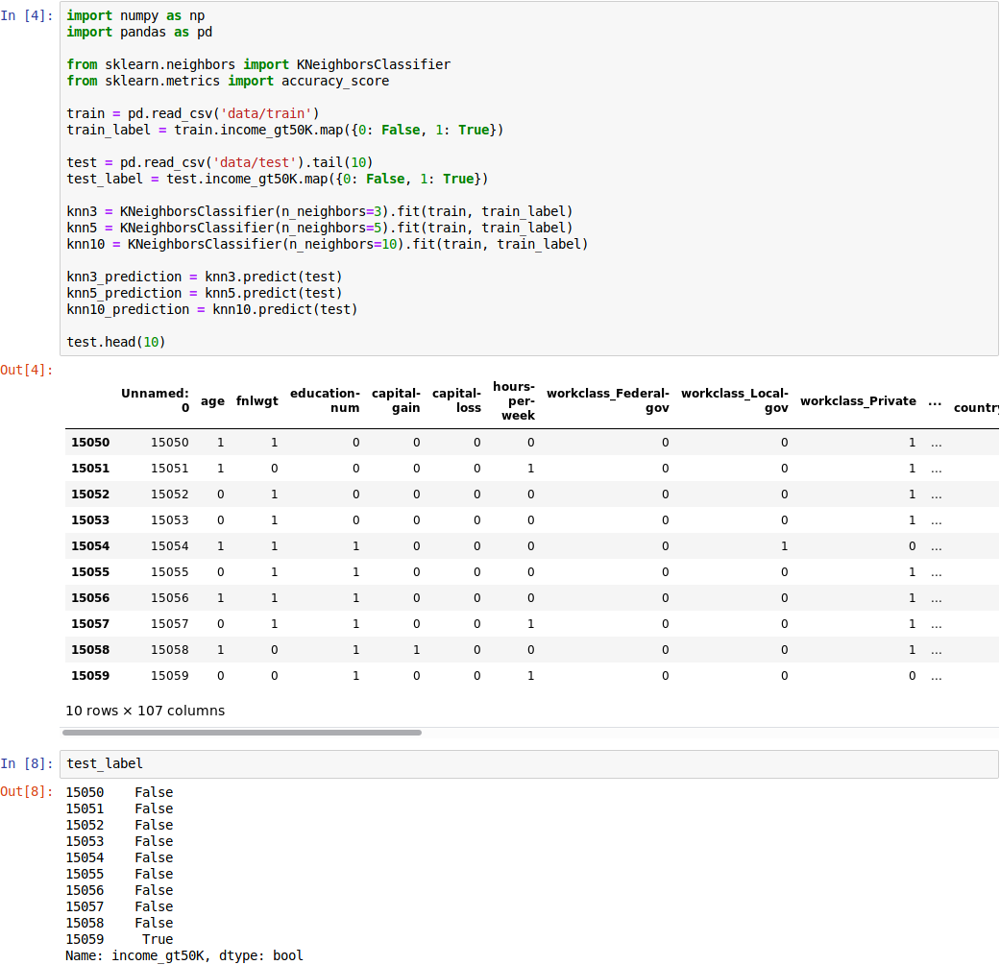 In [4]: import numpy as np
import pandas as pd
from sklearn.neighbors import KNeighborsClassifier
from sklearn.metrics import accuracy_score
train = pd.read_csv('data/train')
train_label = train.income_gt50K.map({0: False, 1: True})
test = pd.read_csv('data/test').tail(10)
test_label = test.income_gt50K.map({0: False, 1: True})
knn3 = KNeighborsClassifier(n_neighbors=3).fit(train, train_label)
knn5 = KNeighborsClassifier(n_neighbors=5).fit(train, train_label)
knn10 = KNeighborsClassifier(n_neighbors=10).fit(train, train_label)
knn3_prediction = knn3.predict(test)
knn5_prediction = knn5.predict(test)
knn10_prediction = knn10.predict(test)
test.head(10)
Out[4]:
Unnamed: 0 age fnlwgt education-num capital-gain capital-loss hours-per-week workclass_Federal-gov workclass_Local-gov workclass_Private ... country
15050 15050 1 1 0 0 0 0 0 0 1 ...
15051 15051 1 0 0 0 0 1 0 0 1 ...
15052 15052 0 1 0 0 0 0 0 0 1 ...
15053 15053 0 1 0 0 0 0 0 0 1 ...
15054 15054 1 1 1 0 0 0 0 1 0 ...
15055 15055 0 1 1 0 0 0 0 0 1 ...
15056 15056 1 1 1 0 0 0 0 0 1 ...
15057 15057 0 1 1 0 0 1 0 0 1 ...
15058 15058 1 0 1 1 0 0 0 0 1 ...
15059 15059 0 0 1 0 0 1 0 0 0 ...
10 rows × 107 columns
In [8]: test_label
Out[8]: 15050 False
15051 False
15052 False
15053 False
15054 False
15055 False
15056 False
15057 False
15058 False
15059 True
Name: income_gt50K, dtype: bool